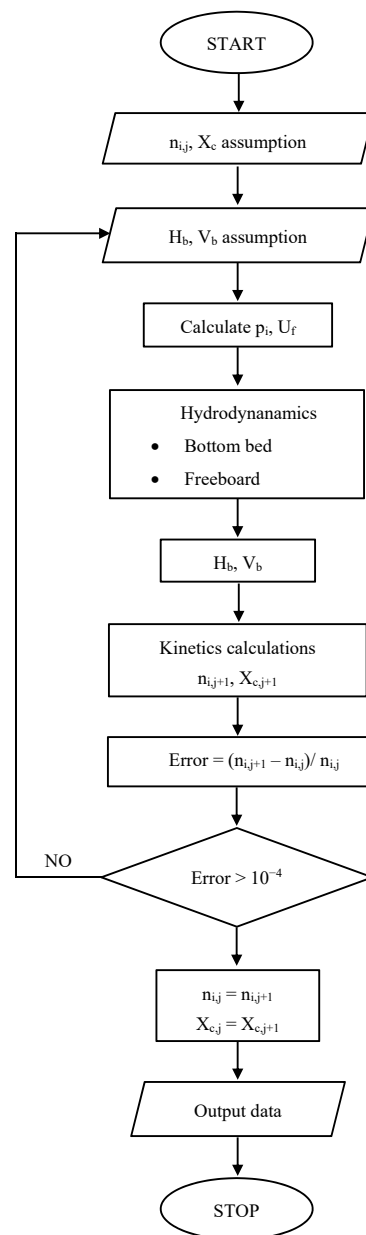 START
n_{i,j}, X_c assumption
H_b, V_b assumption
Calculate p_i, U_f
Hydrodynanamics
• Bottom bed
• Freeboard
H_b, V_b
Kinetics calculations
n_{i,j+1}, X_{c,j+1}
Error = (n_{i,j+1} – n_{i,j})/ n_{i,j}
NO
Error > 10^{−4}
n_{i,j} = n_{i,j+1}
X_{c,j} = X_{c,j+1}
Output data
STOP